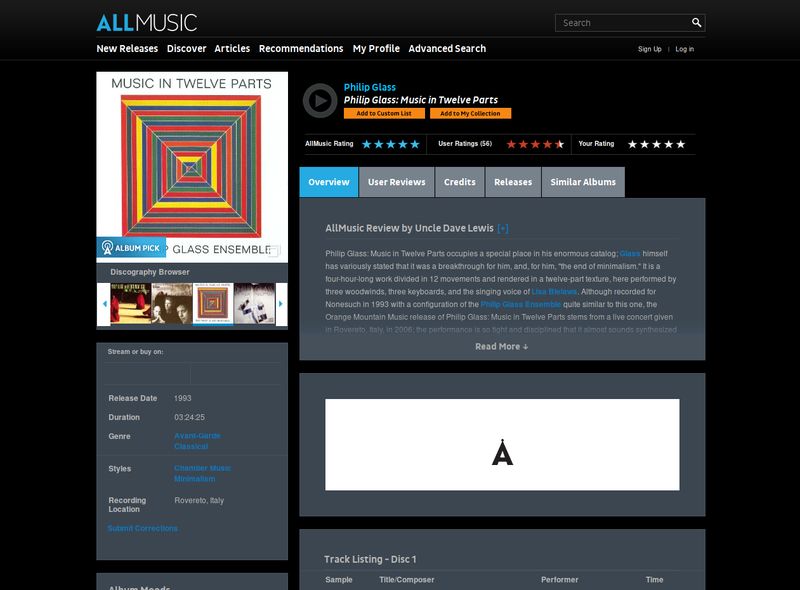 ALLMUSIC
Search
New Releases Discover Articles Recommendations My Profile Advanced Search
Sign Up | Log in
MUSIC IN TWELVE PARTS
ALBUM PICK
P GLASS ENSEMBLE
Discography Browser
Philip Glass
Philip Glass: Music in Twelve Parts
Add to Custom List Add to My Collection
AllMusic Rating User Ratings (56) Your Rating
Overview User Reviews Credits Releases Similar Albums
AllMusic Review by Uncle Dave Lewis [+]
Philip Glass: Music in Twelve Parts occupies a special place in his enormous catalog; Glass himself
has variously stated that it was a breakthrough for him, and, for him, "the end of minimalism." It is a
four-hour-long work divided in 12 movements and rendered in a twelve-part texture, here performed by
three woodwinds, three keyboards, and the singing voice of Lisa Bielawa. Although recorded for
Nonesuch in 1993 with a configuration of the Philip Glass Ensemble quite similar to this one, the
Orange Mountain Music release of Philip Glass: Music in Twelve Parts stems from a live concert given
in Rovereto, Italy, in 2006; the performance is so tight and disciplined that it almost sounds synthesized
Read More ↓
Stream or buy on:
Release Date 1993
Duration 03:24:25
Genre Avant-Garde
Classical
Styles Chamber Music
Minimalism
Recording Rovereto, Italy
Location
Submit Corrections
Album Moods
Track Listing - Disc 1
Sample Title/Composer Performer Time